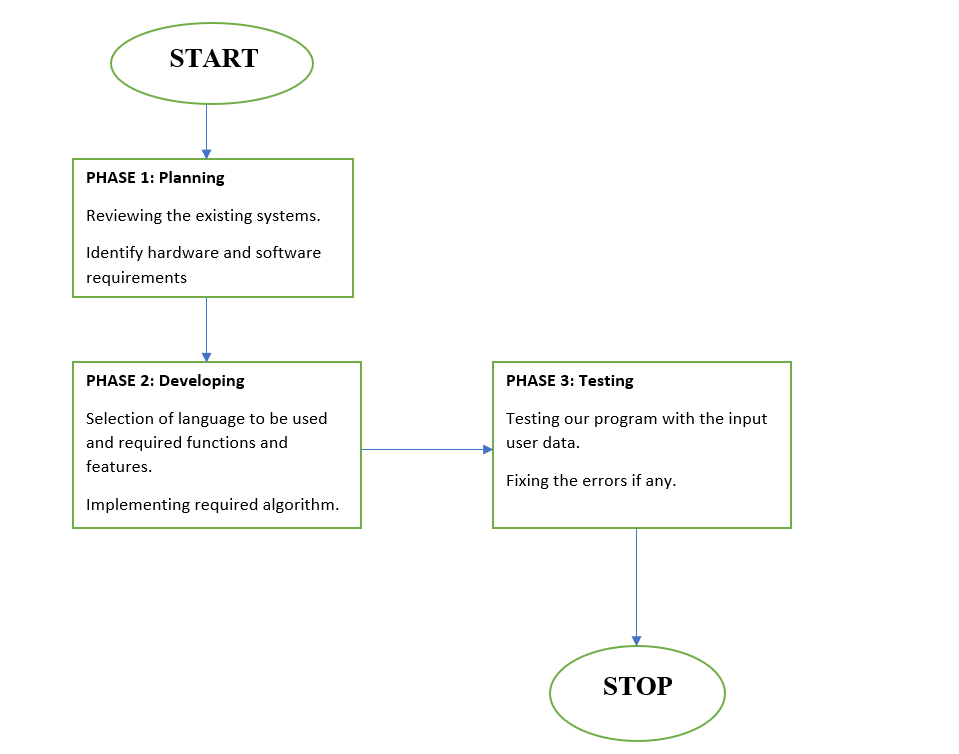 START
PHASE 1: Planning
Reviewing the existing systems.
Identify hardware and software
requirements
PHASE 2: Developing
Selection of language to be used
and required functions and
features.
Implementing required algorithm.
PHASE 3: Testing
Testing our program with the input
user data.
Fixing the errors if any.
STOP